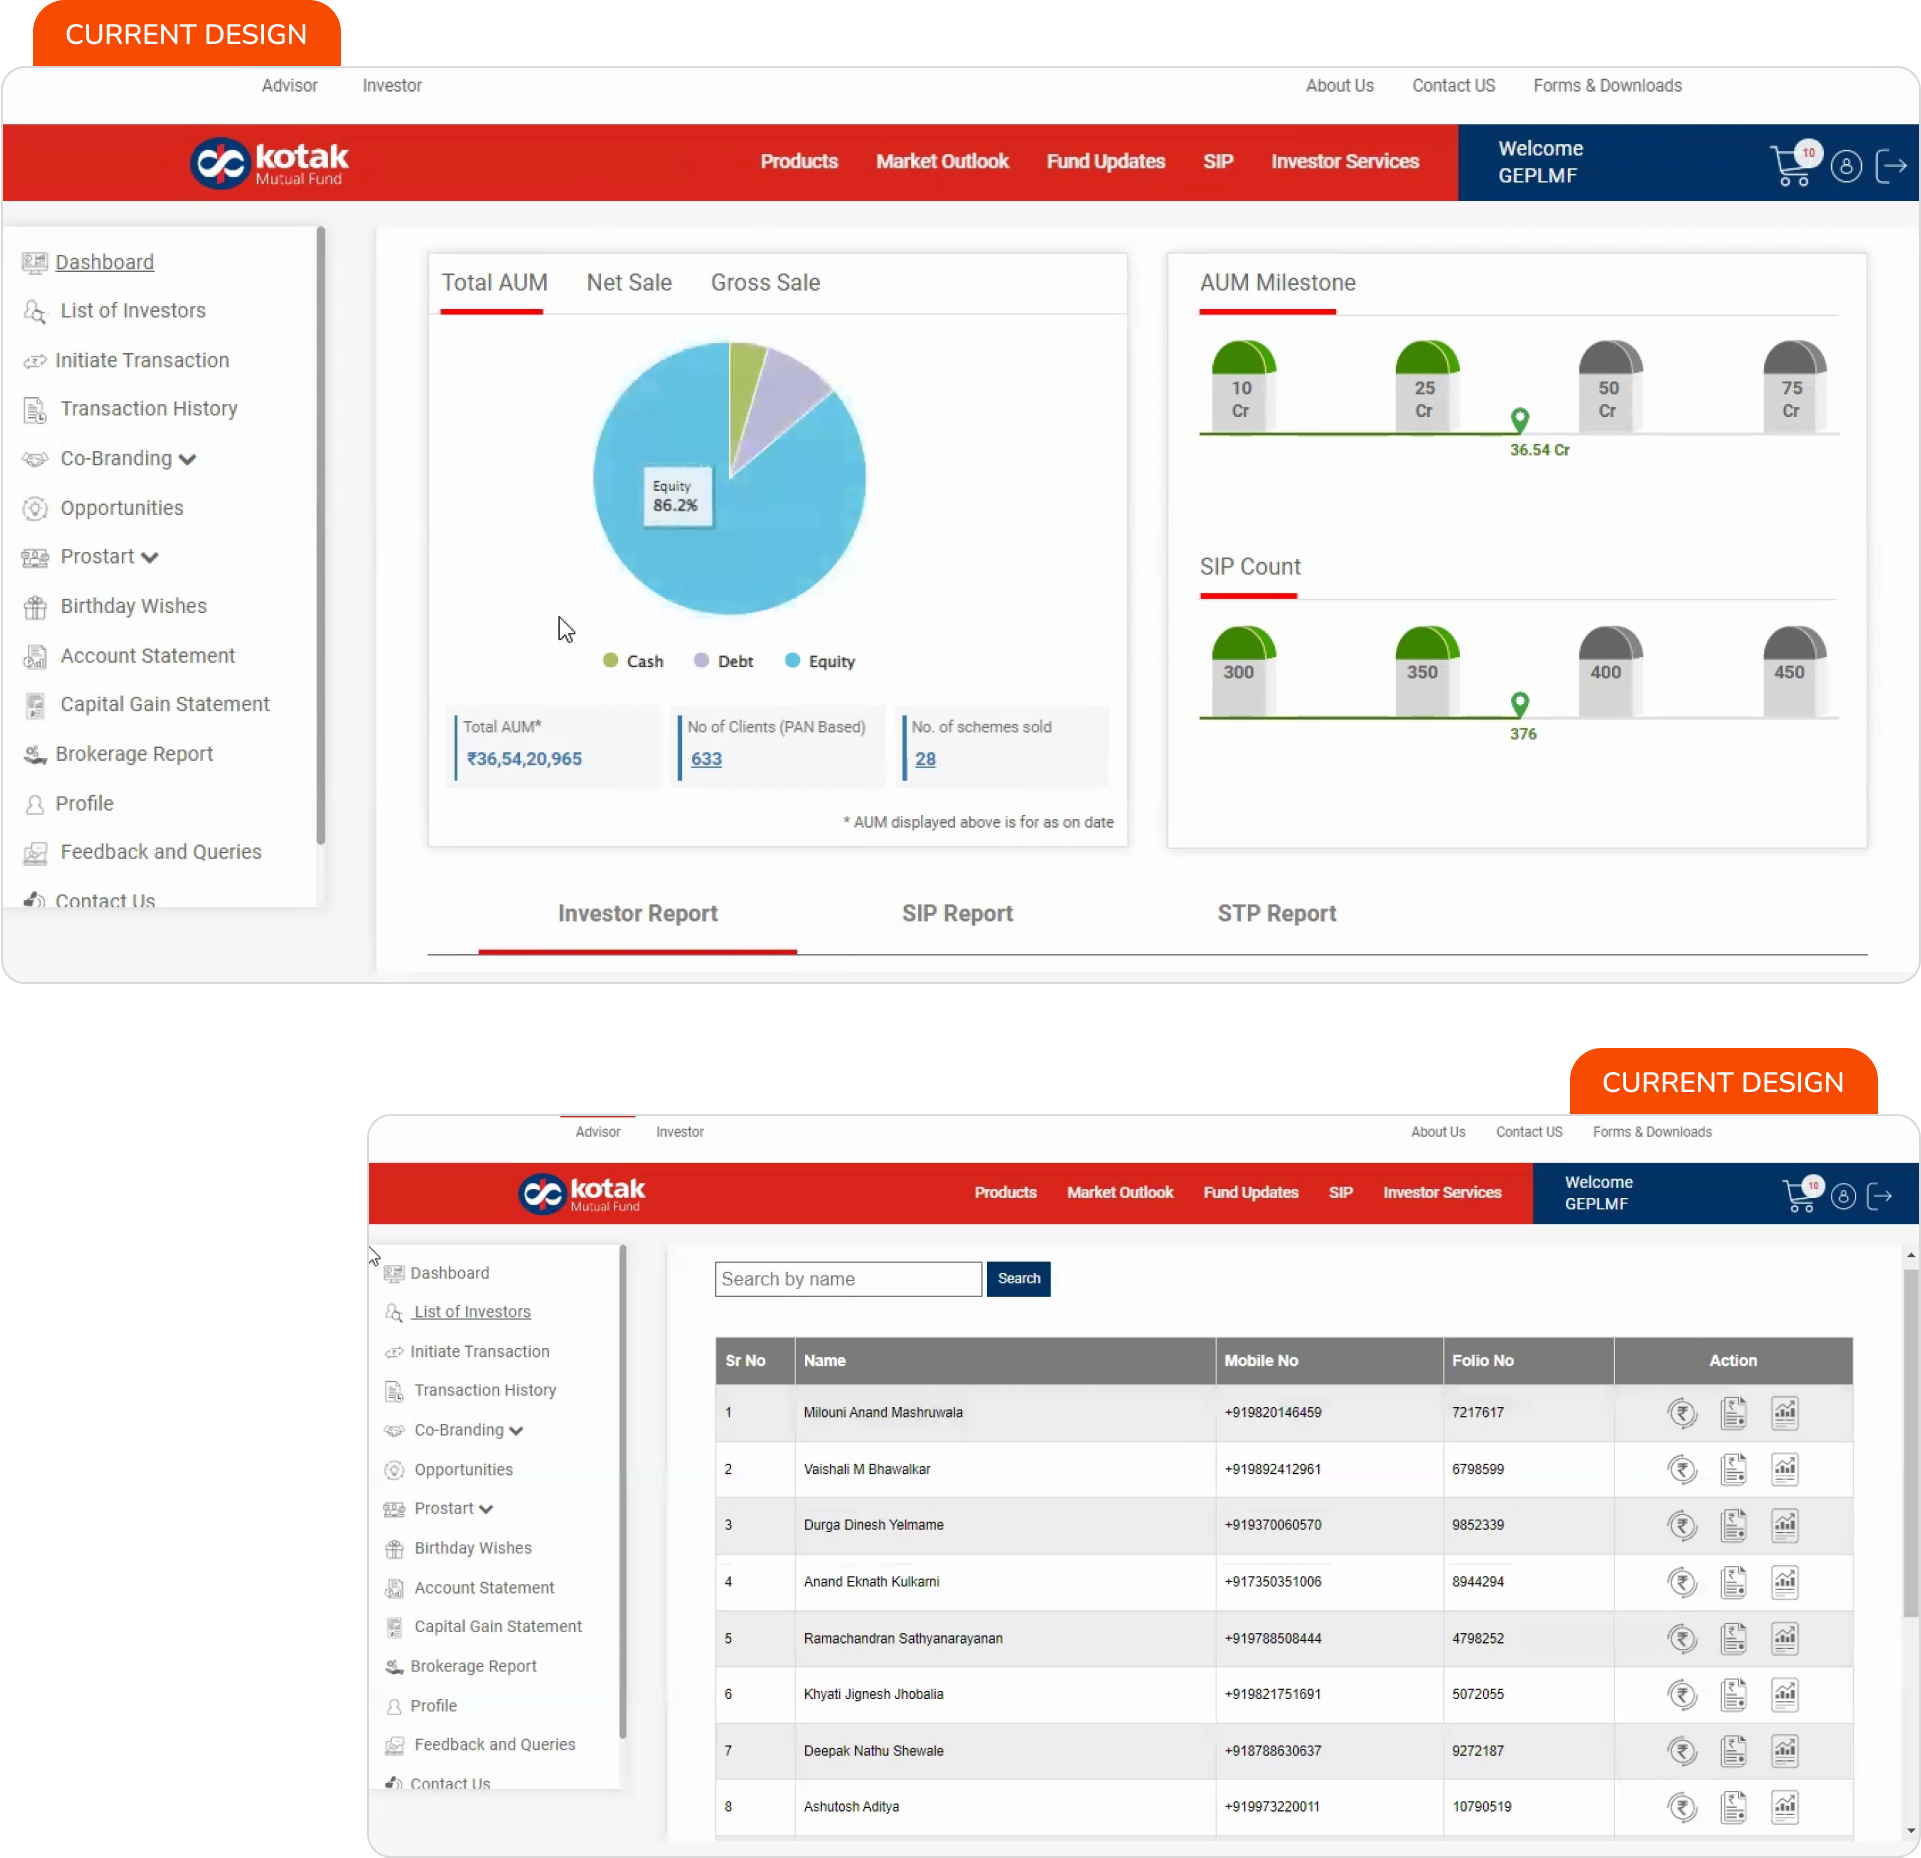 CURRENT DESIGN
Advisor Investor About Us Contact US Forms & Downloads
kotak
Mutual Fund
Products Market Outlook Fund Updates SIP Investor Services
Welcome
GEPLMF
10
Dashboard
List of Investors
Initiate Transaction
Transaction History
Co-Branding
Opportunities
Prostart
Birthday Wishes
Account Statement
Capital Gain Statement
Brokerage Report
Profile
Feedback and Queries
Contact Us
Total AUM Net Sale Gross Sale
Equity
86.2%
Cash Debt Equity
Total AUM*
₹36,54,20,965
No of Clients (PAN Based)
633
No. of schemes sold
28
* AUM displayed above is for as on date
AUM Milestone
10
Cr
25
Cr
50
Cr
75
Cr
36.54 Cr
SIP Count
300 350 400 450
376
Investor Report SIP Report STP Report
CURRENT DESIGN
Advisor Investor About Us Contact US Forms & Downloads
kotak
Mutual Fund
Products Market Outlook Fund Updates SIP Investor Services
Welcome
GEPLMF
10
Dashboard
List of Investors
Initiate Transaction
Transaction History
Co-Branding
Opportunities
Prostart
Birthday Wishes
Account Statement
Capital Gain Statement
Brokerage Report
Profile
Feedback and Queries
Contact Us
Search by name Search
Sr No Name Mobile No Folio No Action
1 Milouni Anand Mashruwala +919820146459 7217617
2 Vaishali M Bhawalkar +919892412961 6798599
3 Durga Dinesh Yelmame +919370060570 9852339
4 Anand Eknath Kulkarni +917350351006 8944294
5 Ramachandran Sathyanarayanan +919788508444 4798252
6 Khyati Jignesh Jhobalia +919821751691 5072055
7 Deepak Nathu Shewale +918788630637 9272187
8 Ashutosh Aditya +919973220011 10790519